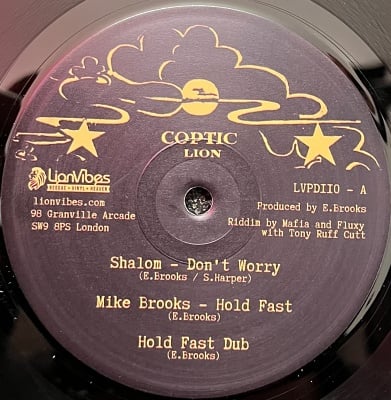 COPTIC
LION
LionVibes
REGGAE • VINYL • HEAVEN
lionvibes.com
98 Granville Arcade
SW9 8PS London
LVPD110 - A
Produced by E.Brooks
Riddim by Mafia and Fluxy
with Tony Ruff Cutt
Shalom - Don't Worry
(E.Brooks / S.Harper)
Mike Brooks - Hold Fast
(E.Brooks)
Hold Fast Dub
(E.Brooks)